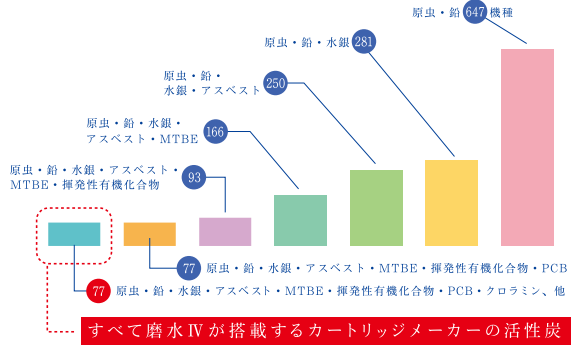 原虫・鉛 647 機種
原虫・鉛・水銀 281
原虫・鉛・
水銀・アスベスト 250
原虫・鉛・水銀・
アスベスト・MTBE 166
原虫・鉛・水銀・アスベスト・
MTBE・揮発性有機化合物 93
77 原虫・鉛・水銀・アスベスト・MTBE・揮発性有機化合物・PCB
77 原虫・鉛・水銀・アスベスト・MTBE・揮発性有機化合物・PCB・クロラミン、他
すべて磨水Ⅳが搭載するカートリッジメーカーの活性炭